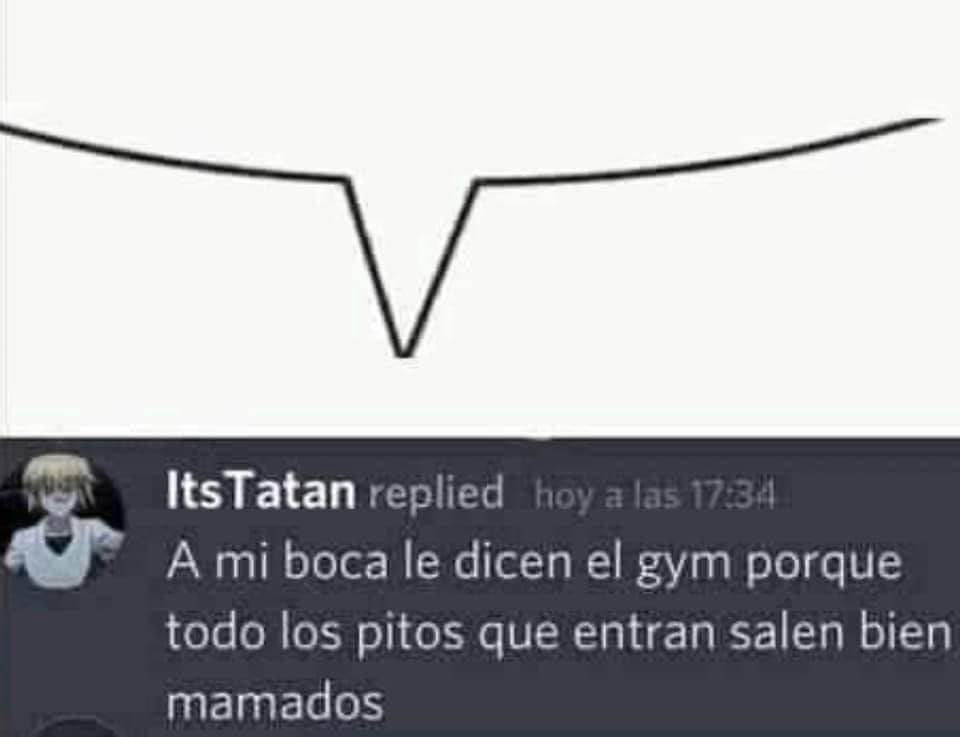 ItsTatan replied hoy a las 17:34
A mi boca le dicen el gym porque
todo los pitos que entran salen bien
mamados